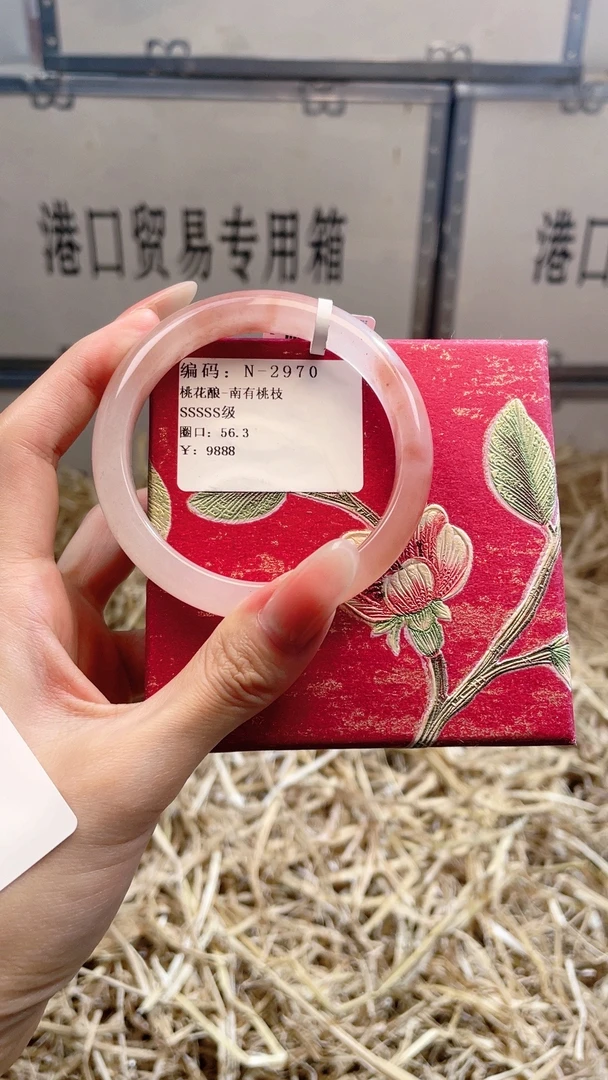 港口贸易专用箱
港口
编码：N-2970
桃花酿-南有桃枝
SSSSS级
圈口：56.3
¥：9888